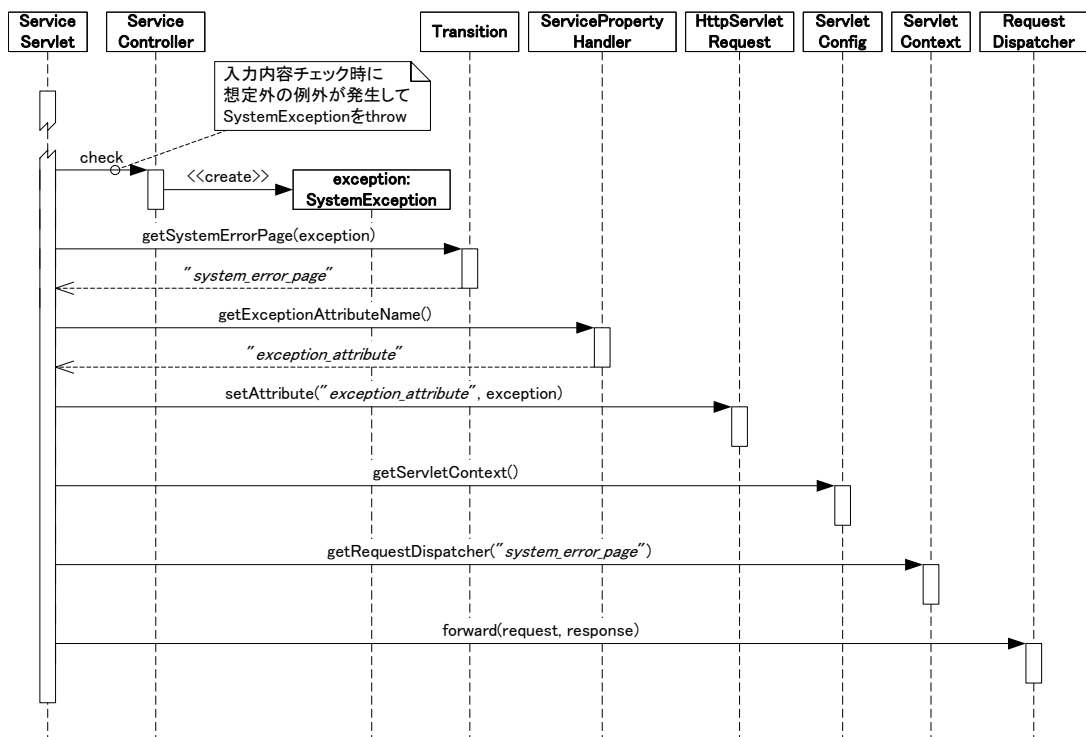 Service
Servlet
Service
Controller
Transition
ServiceProperty
Handler
HttpServlet
Request
Servlet
Config
Servlet
Context
Request
Dispatcher
入力内容チェック時に
想定外の例外が発生して
SystemExceptionをthrow
check
<<create>>
exception:
SystemException
getSystemErrorPage(exception)
"system_error_page"
getExceptionAttributeName()
"exception_attribute"
setAttribute("exception_attribute", exception)
getServletContext()
getRequestDispatcher("system_error_page")
forward(request, response)